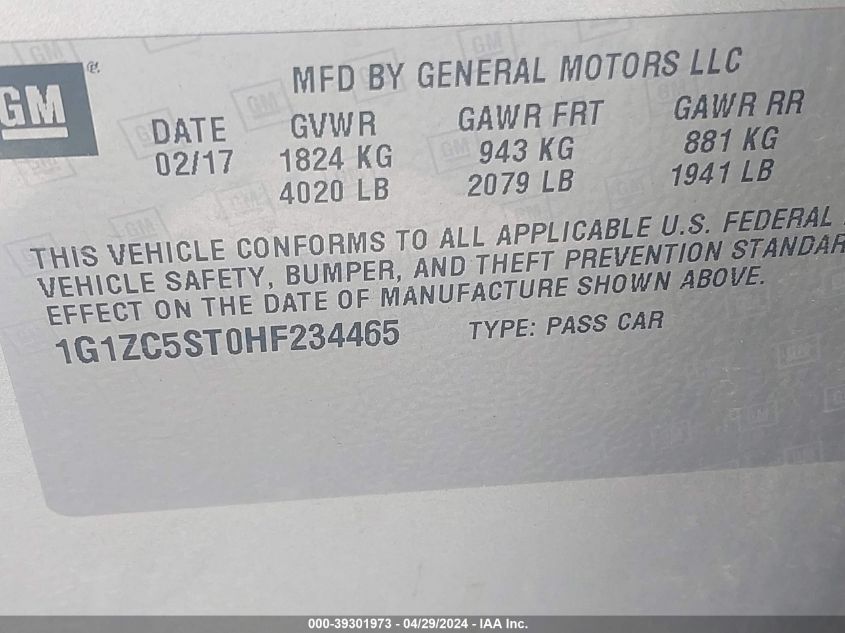 GM
MFD BY GENERAL MOTORS LLC
DATE GVWR GAWR FRT GAWR RR
02/17 1824 KG 943 KG 881 KG
4020 LB 2079 LB 1941 LB
THIS VEHICLE CONFORMS TO ALL APPLICABLE U.S. FEDERAL
VEHICLE SAFETY, BUMPER, AND THEFT PREVENTION STANDAR
EFFECT ON THE DATE OF MANUFACTURE SHOWN ABOVE.
1G1ZC5ST0HF234465 TYPE: PASS CAR
000-39301973 - 04/29/2024 - IAA Inc.